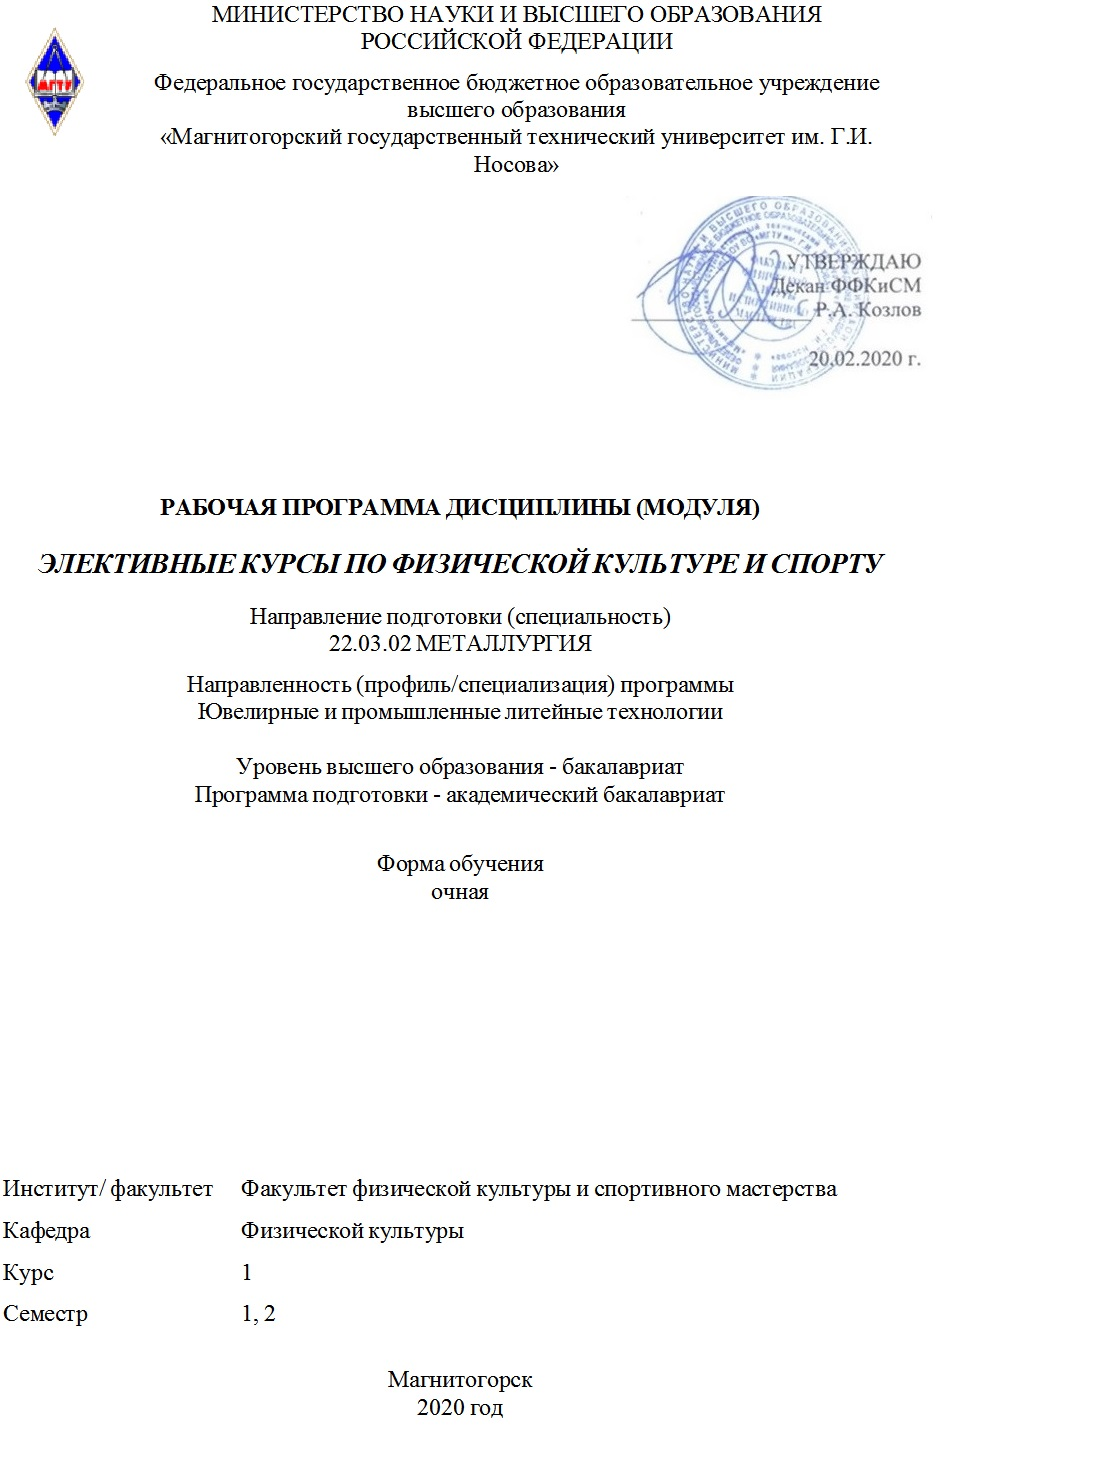 МИНИСТЕРСТВО НАУКИ И ВЫСШЕГО ОБРАЗОВАНИЯ
РОССИЙСКОЙ ФЕДЕРАЦИИ
МГТУ
Федеральное государственное бюджетное образовательное учреждение
высшего образования
«Магнитогорский государственный технический университет им. Г.И.
Носова»
УТВЕРЖДАЮ
Декан ФФКиСМ
Р.А. Козлов
20.02.2020 г.
РАБОЧАЯ ПРОГРАММА ДИСЦИПЛИНЫ (МОДУЛЯ)
ЭЛЕКТИВНЫЕ КУРСЫ ПО ФИЗИЧЕСКОЙ КУЛЬТУРЕ И СПОРТУ
Направление подготовки (специальность)
22.03.02 МЕТАЛЛУРГИЯ
Направленность (профиль/специализация) программы
Ювелирные и промышленные литейные технологии
Уровень высшего образования - бакалавриат
Программа подготовки - академический бакалавриат
Форма обучения
очная
Институт/ факультет Факультет физической культуры и спортивного мастерства
Кафедра Физической культуры
Курс 1
Семестр 1, 2
Магнитогорск
2020 год